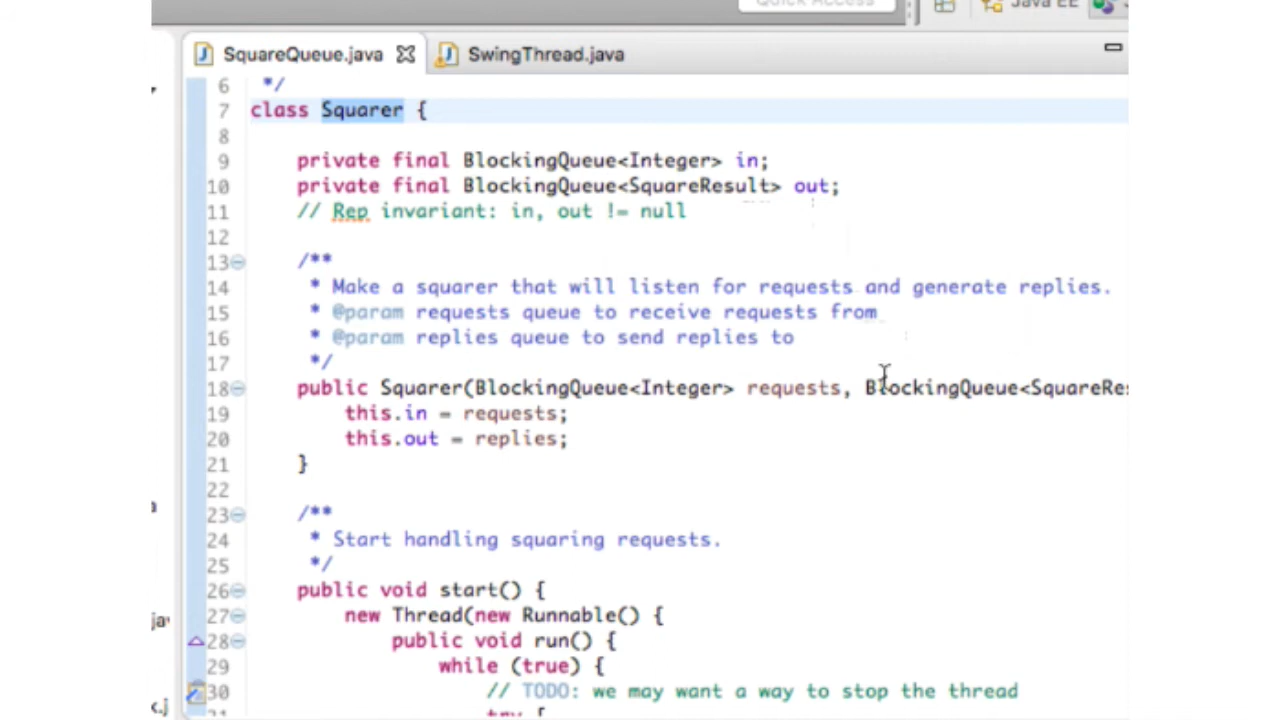 Quick Access
Java EE
SquareQueue.java
SwingThread.java
6 */
7 class Squarer {
8
9 private final BlockingQueue<Integer> in;
10 private final BlockingQueue<SquareResult> out;
11 // Rep invariant: in, out != null
12
13 /**
14 * Make a squarer that will listen for requests and generate replies.
15 * @param requests queue to receive requests from
16 * @param replies queue to send replies to
17 */
18 public Squarer(BlockingQueue<Integer> requests, BlockingQueue<SquareRe
19 this.in = requests;
20 this.out = replies;
21 }
22
23 /**
24 * Start handling squaring requests.
25 */
26 public void start() {
27 new Thread(new Runnable() {
28 public void run() {
29 while (true) {
30 // TODO: we may want a way to stop the thread
try {